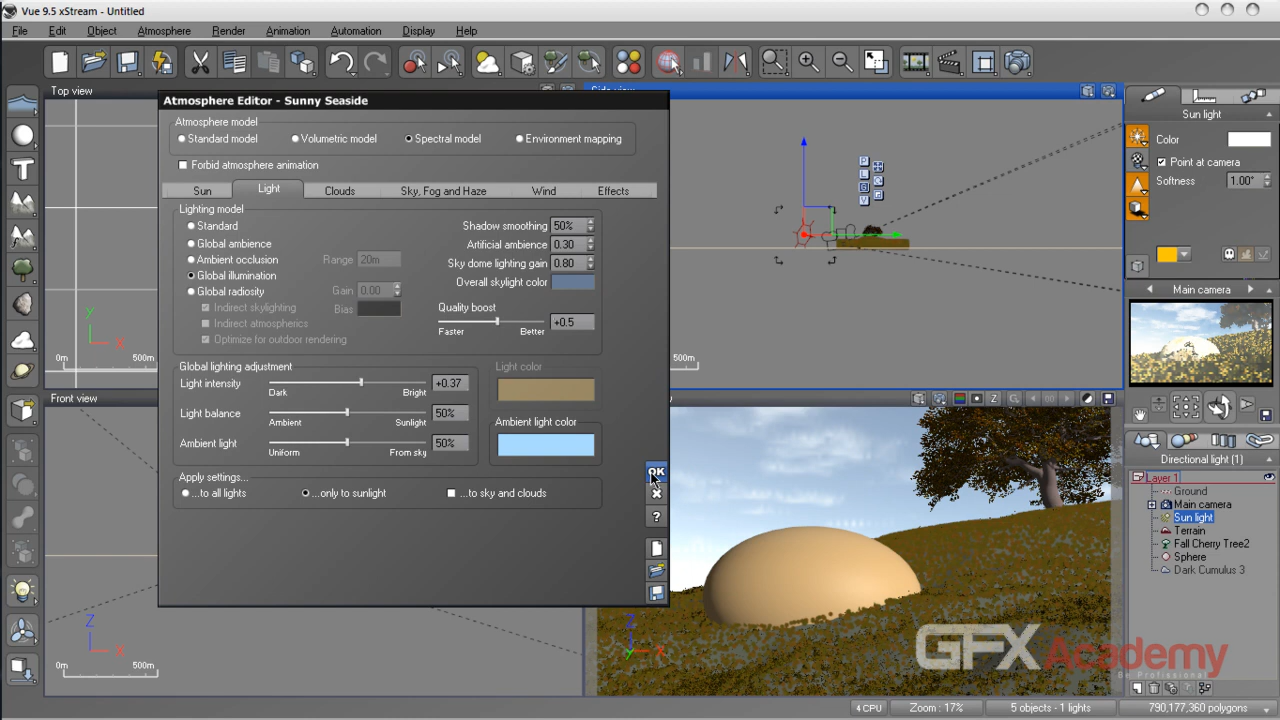 Vue 9.5 xStream - Untitled
File Edit Object Atmosphere Render Animation Automation Display Help
Top view
Side view
Atmosphere Editor - Sunny Seaside
Atmosphere model
Standard model Volumetric model Spectral model Environment mapping
Forbid atmosphere animation
Sun Light Clouds Sky, Fog and Haze Wind Effects
Lighting model
Standard
Global ambience
Ambient occlusion Range 20m
Global illumination
Global radiosity Gain 0.00
Indirect skylighting Bias
Indirect atmospherics
Optimize for outdoor rendering
Shadow smoothing 50%
Artificial ambience 0.30
Sky dome lighting gain 0.80
Overall skylight color
Quality boost
+0.5
Faster Better
Global lighting adjustment
Light intensity +0.37
Dark Bright
Light balance 50%
Ambient Sunlight
Ambient light 50%
Uniform From sky
Light color
Ambient light color
Apply settings...
...to all lights ...only to sunlight ...to sky and clouds
OK
?
Y
X
0m 500m
500m
P
L
G
V
Q
Front view
Z
X
0m 500m
Z
00
Z
Y X
Sun light
Color
Point at camera
Softness 1.00°
Main camera
Directional light (1)
Layer 1
Ground
Main camera
Sun light
Terrain
Fall Cherry Tree2
Sphere
Dark Cumulus 3
GFXAcademy
Be Professional
4 CPU Zoom : 17% 5 objects - 1 lights 790,177,360 polygons